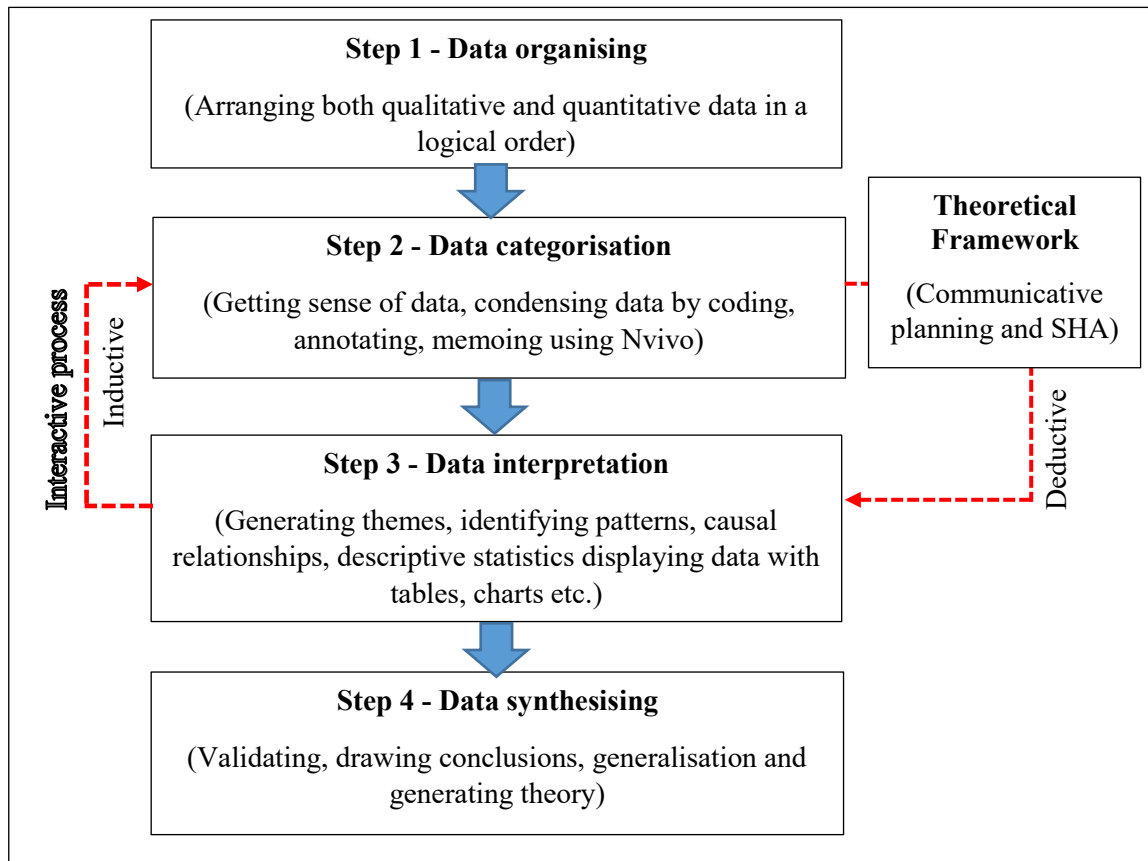 Step 1 - Data organising
(Arranging both qualitative and quantitative data in a
logical order)
Theoretical
Framework
(Communicative
planning and SHA)
Step 2 - Data categorisation
(Getting sense of data, condensing data by coding,
annotating, memoing using Nvivo)
Interactive process
Inductive
Deductive
Step 3 - Data interpretation
(Generating themes, identifying patterns, causal
relationships, descriptive statistics displaying data with
tables, charts etc.)
Step 4 - Data synthesising
(Validating, drawing conclusions, generalisation and
generating theory)